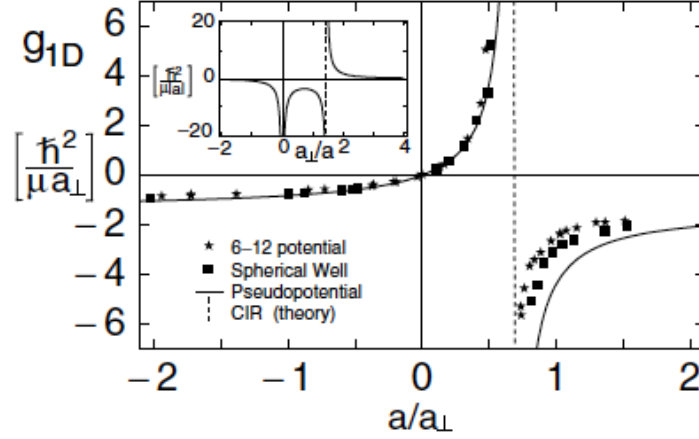 g1D
[ħ²/μa⊥]
6
4
2
0
−2
−4
−6
−2
−1
0
1
2
a/a⊥
★ 6−12 potential
■ Spherical Well
Pseudopotential
CIR (theory)
20
0
−20
[ħ²/μ|a|]
−2
0
2
4
a⊥/a